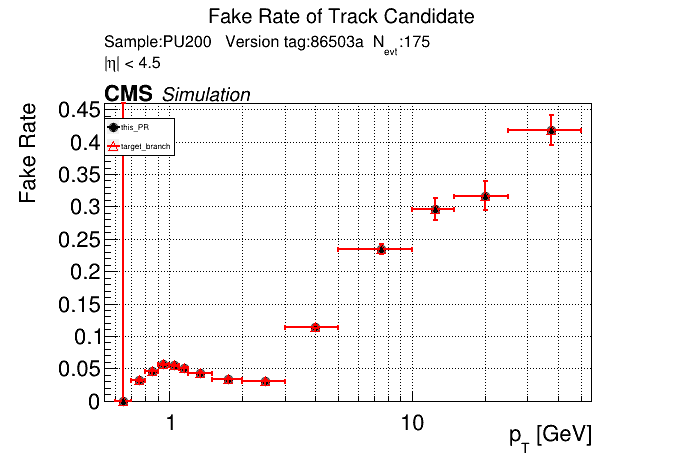 Fake Rate of Track Candidate
Sample:PU200 Version tag:86503a Nevt:175
|η| < 4.5
CMS Simulation
Fake Rate
0.45
0.4
0.35
0.3
0.25
0.2
0.15
0.1
0.05
0
this_PR
target_branch
1
10
pT [GeV]